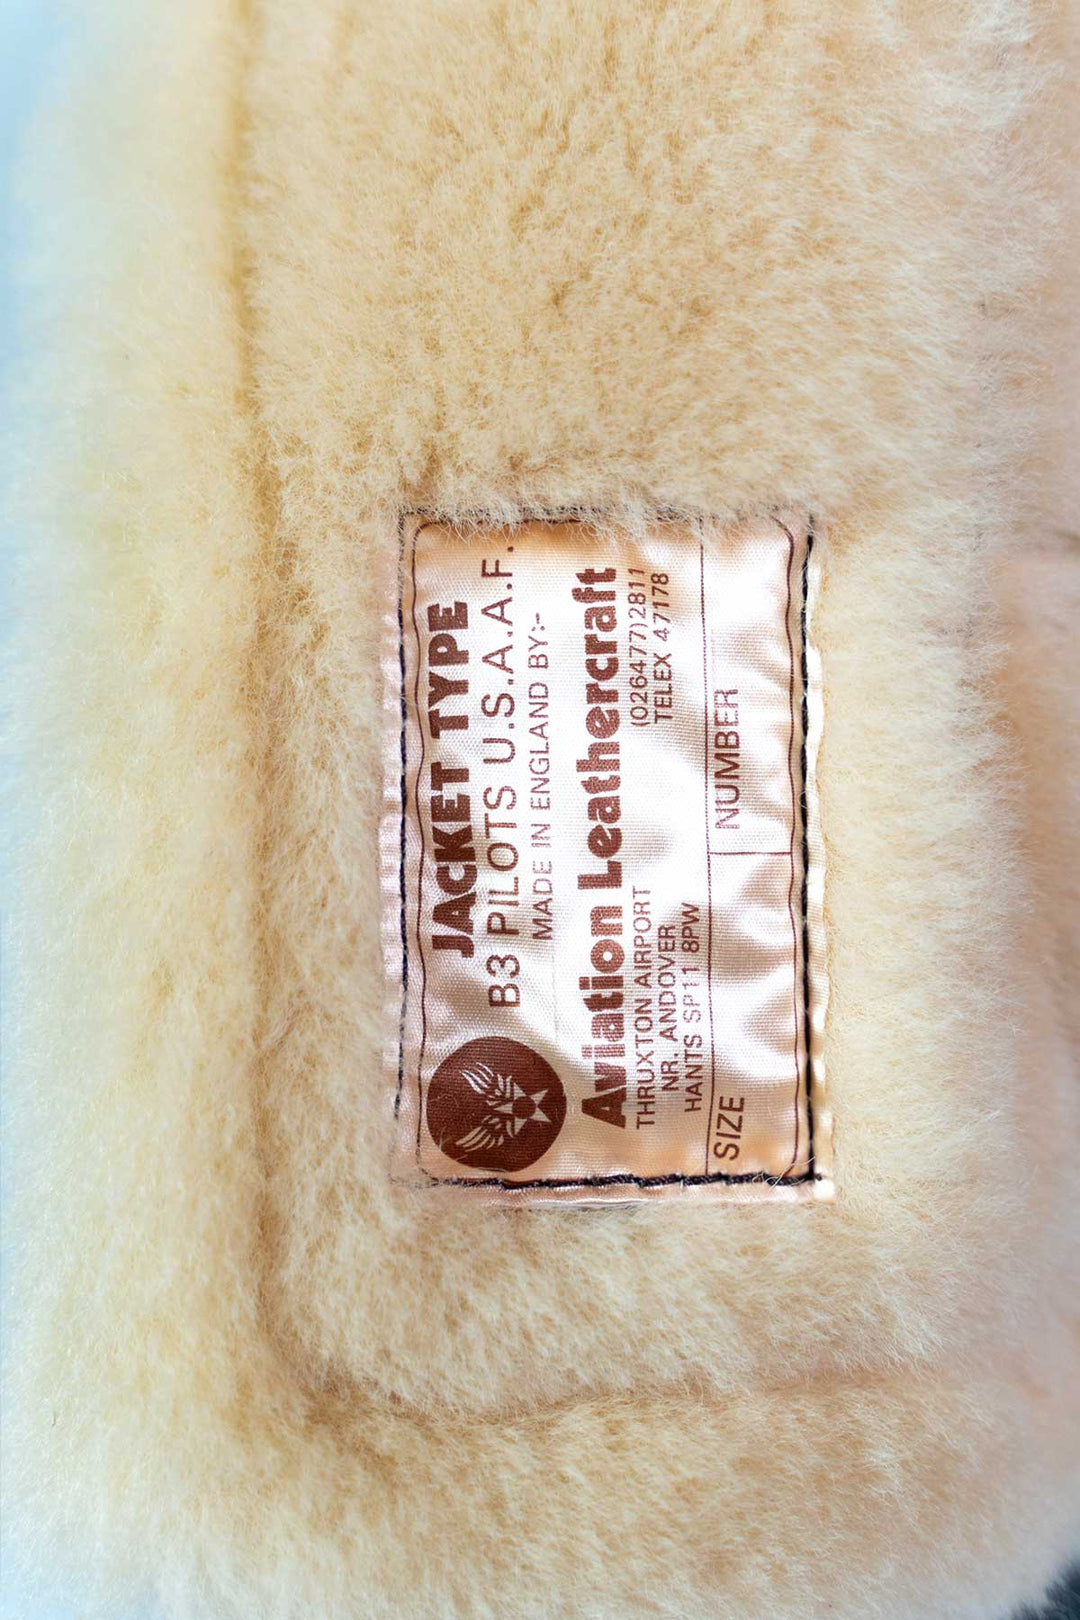 JACKET TYPE
B3 PILOTS U.S.A.A.F.
MADE IN ENGLAND BY:-
Aviation Leathercraft
THRUXTON AIRPORT (026477) 2811
NR. ANDOVER TELEX 47178
HANTS SP11 8PW
SIZE NUMBER